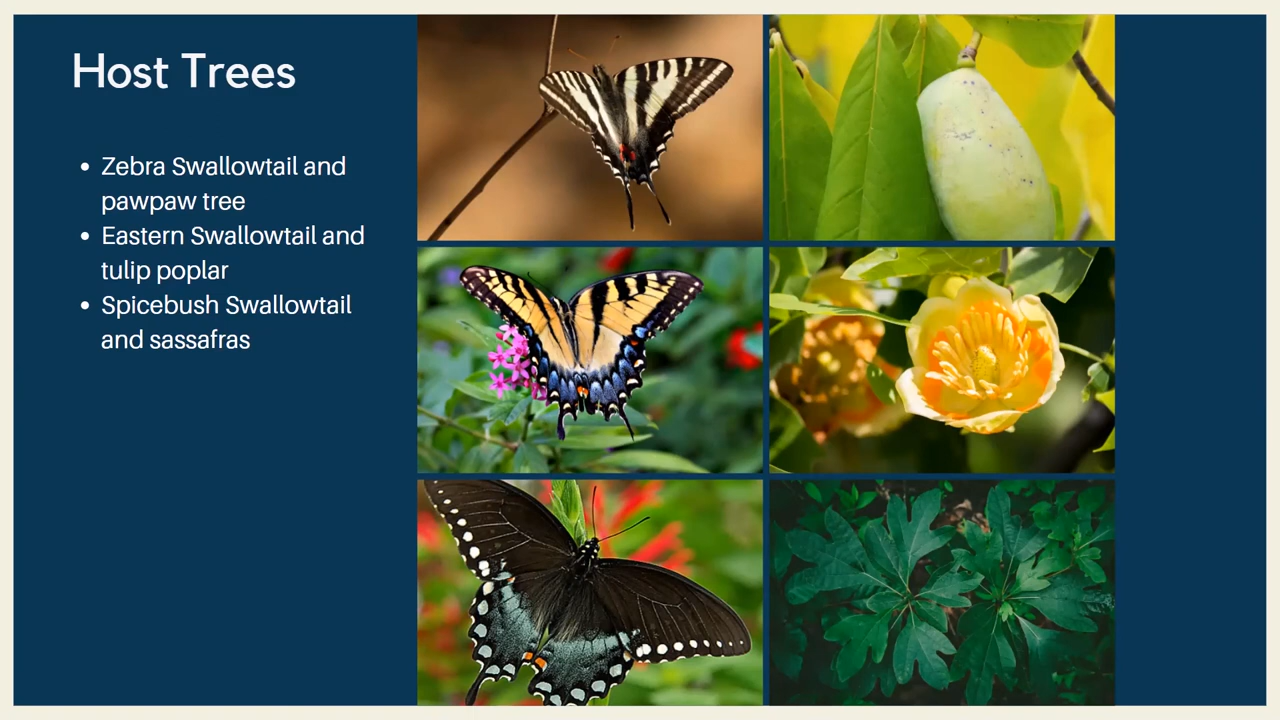 Host Trees
• Zebra Swallowtail and
pawpaw tree
• Eastern Swallowtail and
tulip poplar
• Spicebush Swallowtail
and sassafras